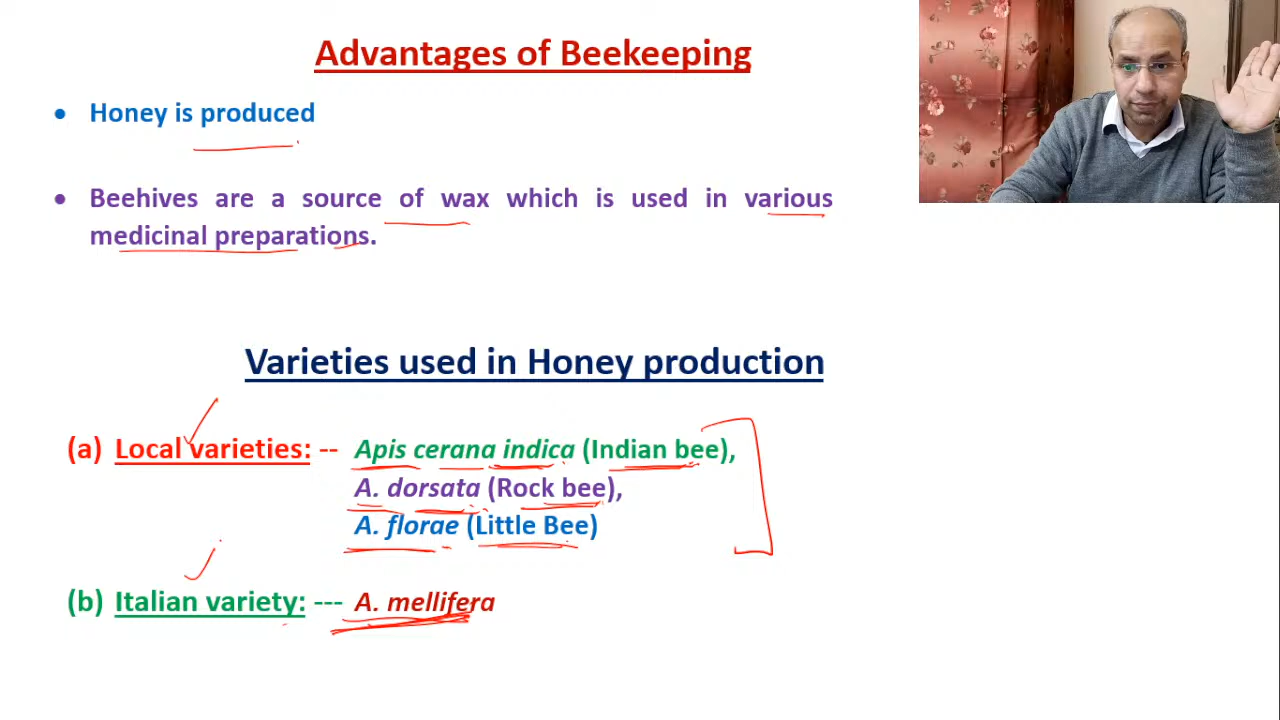 Advantages of Beekeeping
• Honey is produced
• Beehives are a source of wax which is used in various
medicinal preparations.
Varieties used in Honey production
(a) Local varieties: -- Apis cerana indica (Indian bee),
A. dorsata (Rock bee),
A. florae (Little Bee)
(b) Italian variety: --- A. mellifera